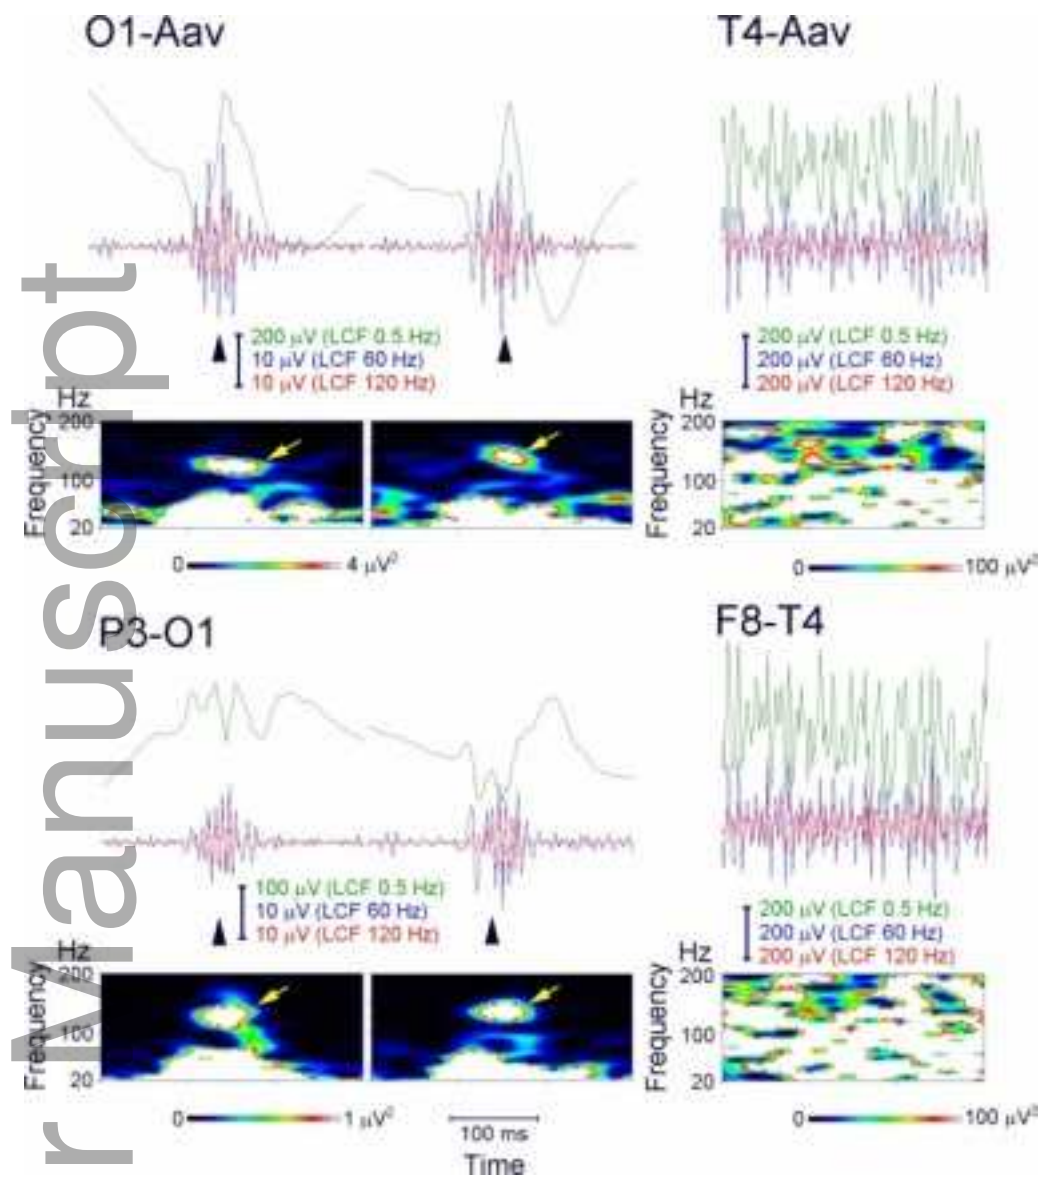 O1-Aav
T4-Aav
200 μV (LCF 0.5 Hz)
10 μV (LCF 60 Hz)
10 μV (LCF 120 Hz)
200 μV (LCF 0.5 Hz)
200 μV (LCF 60 Hz)
200 μV (LCF 120 Hz)
Hz
200
100
20
Frequency
Hz
200
100
20
Frequency
0 4 μV²
0 100 μV²
P3-O1
F8-T4
100 μV (LCF 0.5 Hz)
10 μV (LCF 60 Hz)
10 μV (LCF 120 Hz)
200 μV (LCF 0.5 Hz)
200 μV (LCF 60 Hz)
200 μV (LCF 120 Hz)
Hz
200
100
20
Frequency
Hz
200
100
20
Frequency
0 1 μV²
100 ms
Time
0 100 μV²
r Manuscript